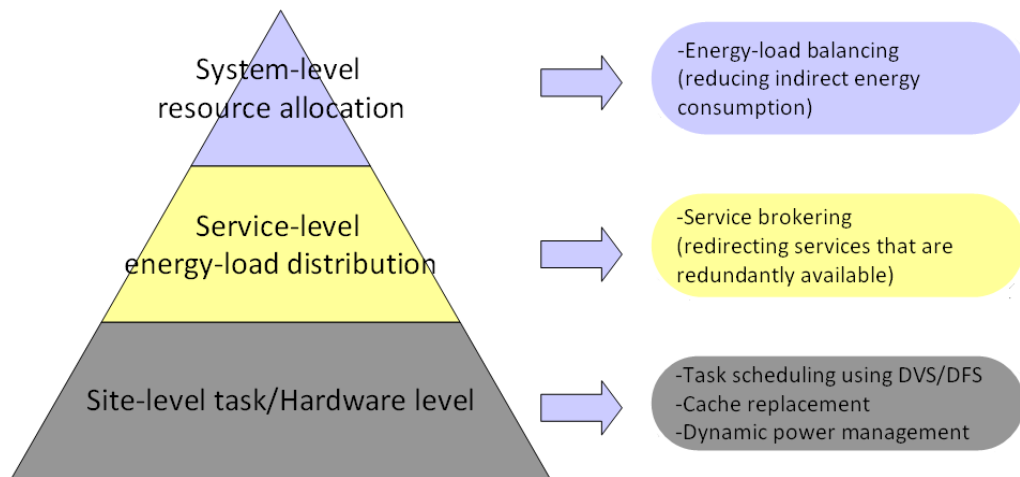 System-level
resource allocation
-Energy-load balancing
(reducing indirect energy
consumption)
Service-level
energy-load distribution
-Service brokering
(redirecting services that are
redundantly available)
Site-level task/Hardware level
-Task scheduling using DVS/DFS
-Cache replacement
-Dynamic power management